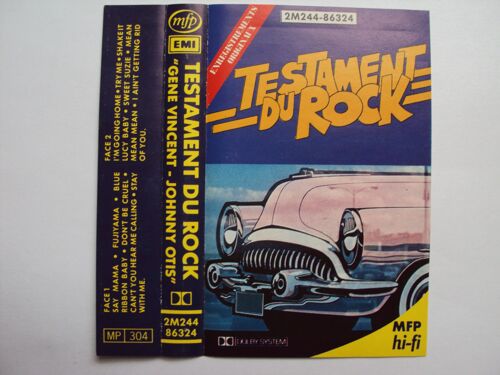 FACE 1
SAY MAMA • FUJIYAMA • BLUE
RIBBON BABY • DON'T BE CRUEL •
CAN'T YOU HEAR ME CALLING • STAY
WITH ME.
FACE 2
I'M GOING HOME • TRY ME • SHAKE IT
LUCY BABY • SWEET SUZIE • MEAN
MEAN MEAN • I AIN'T GETTING RID
OF YOU.
MP 304
mfp
EMI
TESTAMENT DU ROCK
"GENE VINCENT - JOHNNY OTIS"
2M244
86324
ENREGISTREMENTS
ORIGINAUX
2M244-86324
TESTAMENT
DU ROCK
DOLBY SYSTEM
MFP
hi-fi